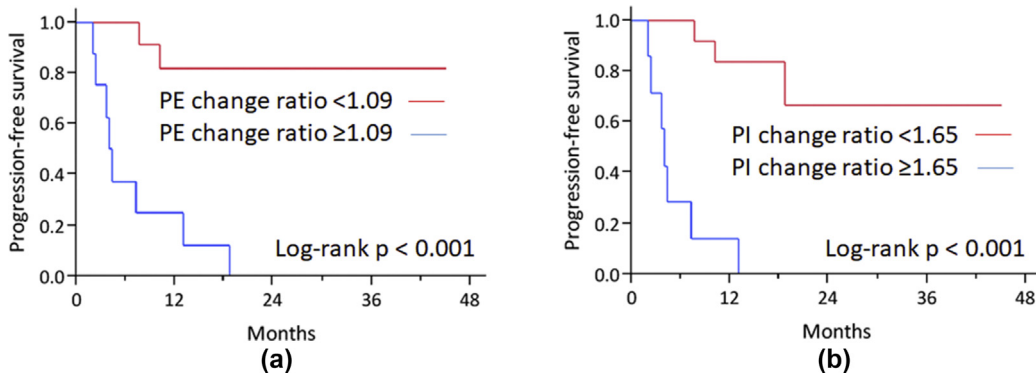 Progression-free survival
1.0
0.8
0.6
0.4
0.2
0.0
PE change ratio <1.09
PE change ratio ≥1.09
Log-rank p < 0.001
0 12 24 36 48
Months
(a)
Progression-free survival
1.0
0.8
0.6
0.4
0.2
0.0
PI change ratio <1.65
PI change ratio ≥1.65
Log-rank p < 0.001
0 12 24 36 48
Months
(b)